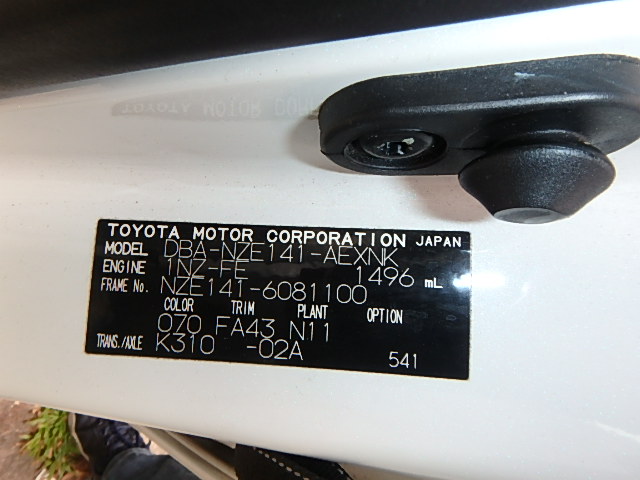 TOYOTA MOTOR CORPORATION JAPAN
MODEL DBA-NZE141-AEXNK
ENGINE 1NZ-FE 1496 mL
FRAME No. NZE141-6081100
COLOR TRIM PLANT OPTION
070 FA43 N11
TRANS./AXLE K310 -02A
541